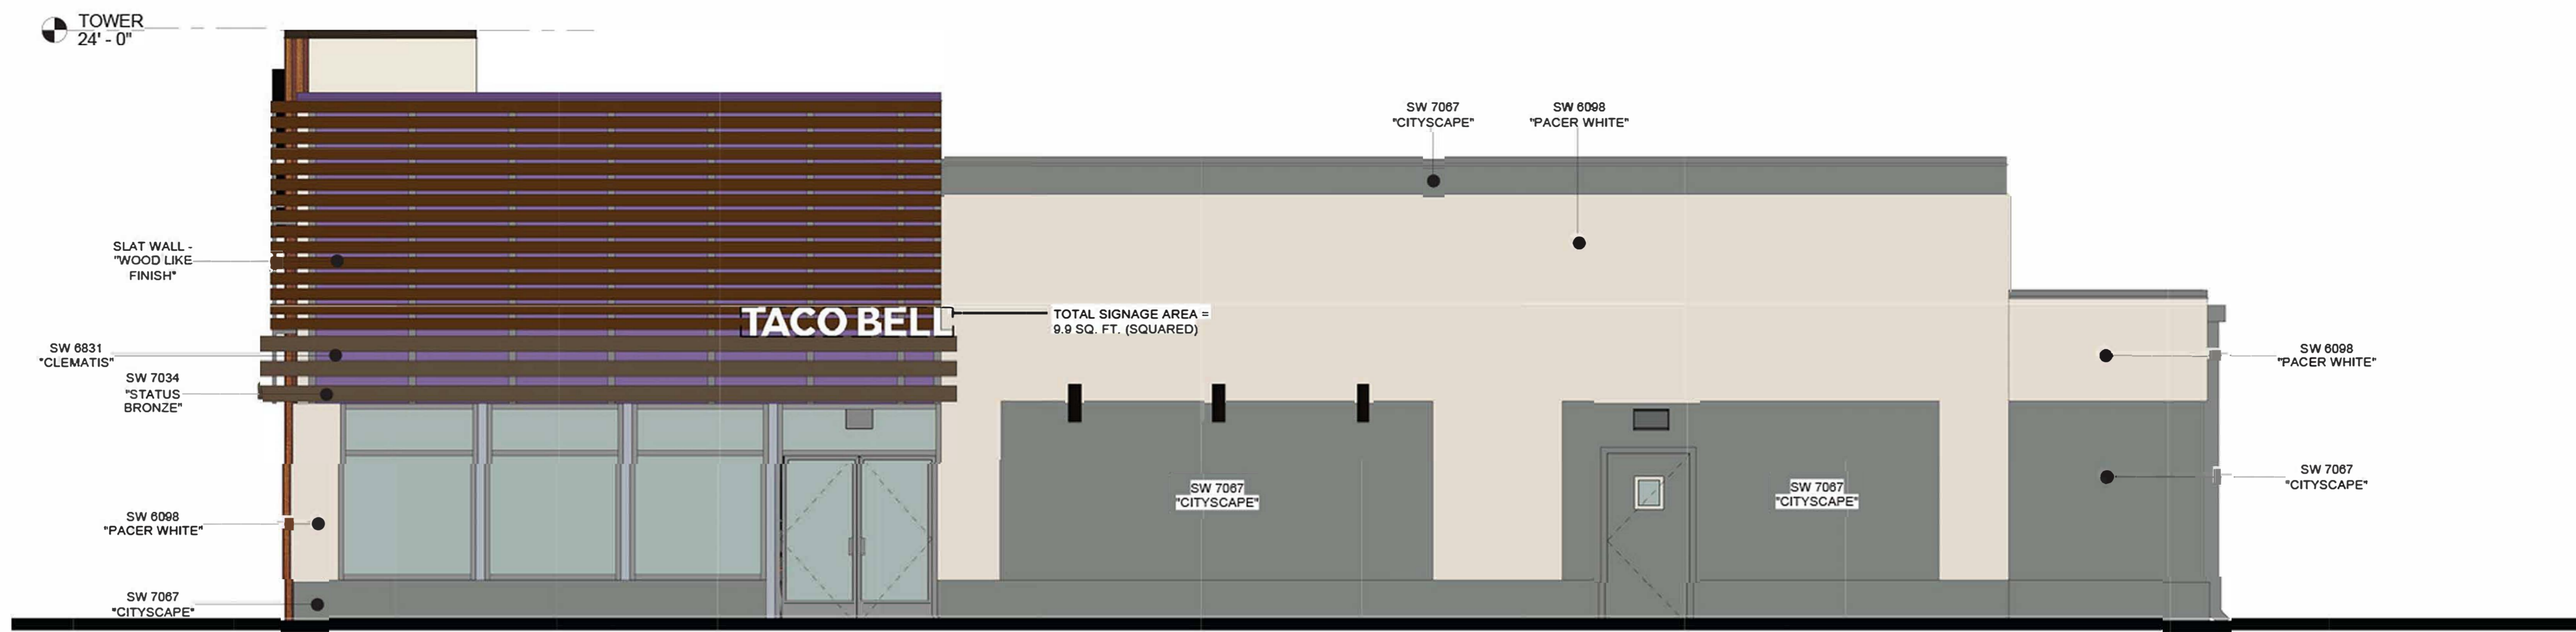 TOWER
24' - 0"
SW 7067
"CITYSCAPE"
SW 6098
"PACER WHITE"
SLAT WALL -
"WOOD LIKE
FINISH"
TACO BELL
TOTAL SIGNAGE AREA =
9.9 SQ. FT. (SQUARED)
SW 6831
"CLEMATIS"
SW 7034
"STATUS
BRONZE"
SW 6098
"PACER WHITE"
SW 7067
"CITYSCAPE"
SW 7067
"CITYSCAPE"
SW 7067
"CITYSCAPE"
SW 6098
"PACER WHITE"
SW 7067
"CITYSCAPE"